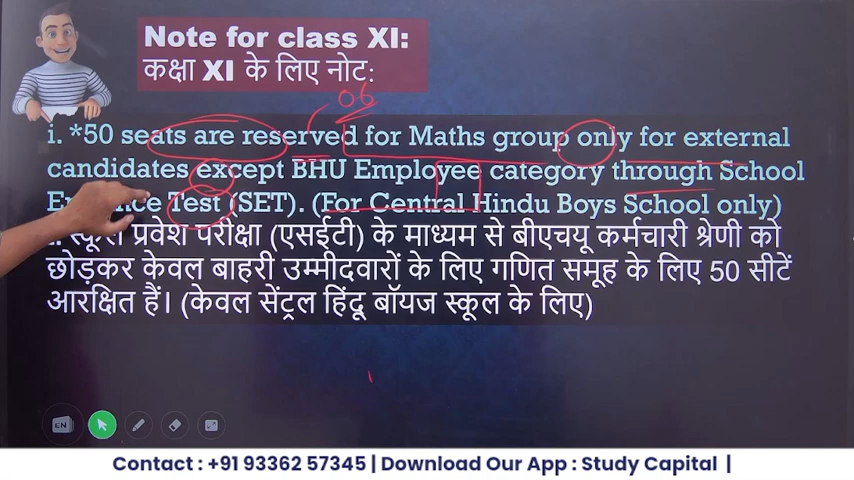 Note for class XI:
कक्षा XI के लिए नोट:
06
i. *50 seats are reserved for Maths group only for external
candidates except BHU Employee category through School
Test (SET). (For Central Hindu Boys School only)
स्कूल प्रवेश परीक्षा (एसईटी) के माध्यम से बीएचयू कर्मचारी श्रेणी को
छोड़कर केवल बाहरी उम्मीदवारों के लिए गणित समूह के लिए 50 सीटें
आरक्षित हैं। (केवल सेंट्रल हिंदू बॉयज स्कूल के लिए)
EN
Contact : +91 93362 57345 | Download Our App : Study Capital |